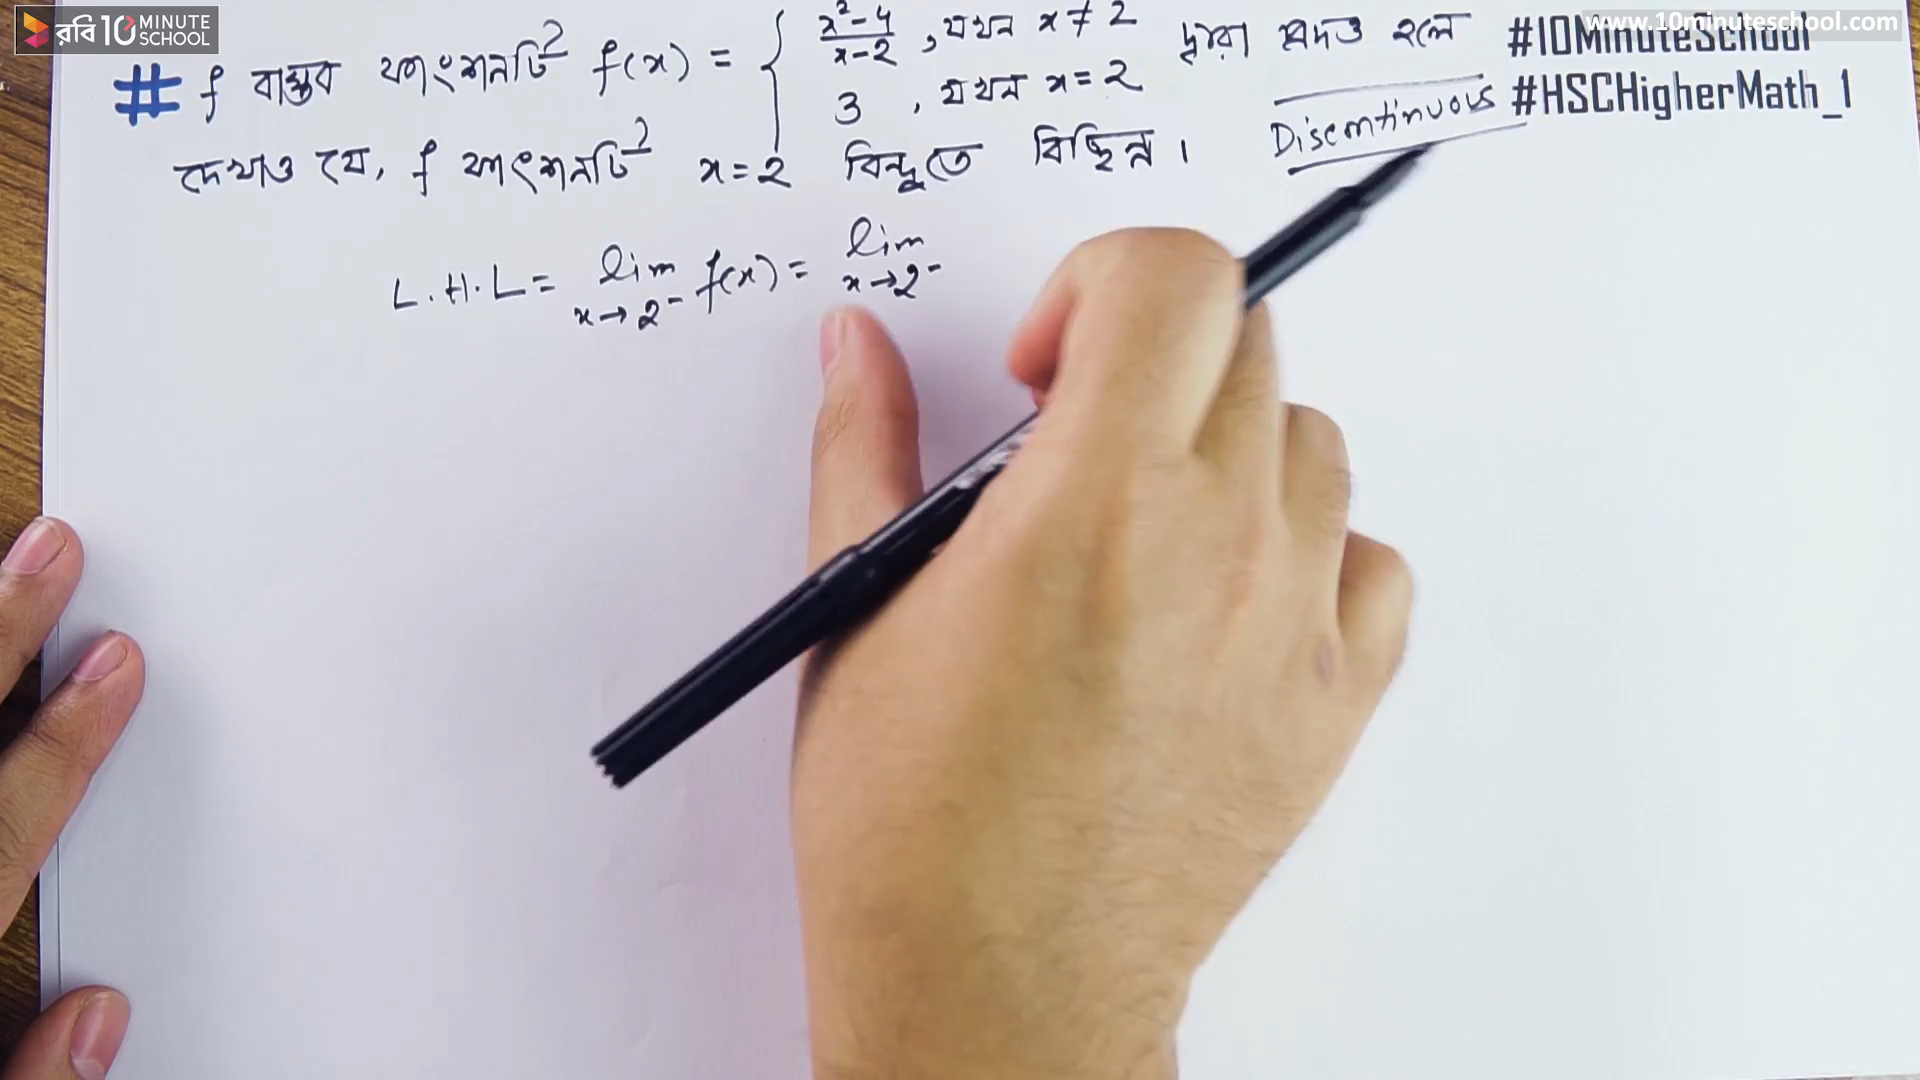 রবি 10 MINUTE SCHOOL
www.10minuteschool.com
#10MinuteSchool
#HSCHigherMath_1
# f বাস্তব ফাংশনটি f(x) = { x²-4/x-2 , যখন x ≠ 2 দ্বারা প্রদত্ত হলে
3 , যখন x = 2
দেখাও যে, f ফাংশনটি x = 2 বিন্দুতে বিচ্ছিন্ন । Discontinuous
L.H.L = lim x→2⁻ f(x) = lim x→2⁻